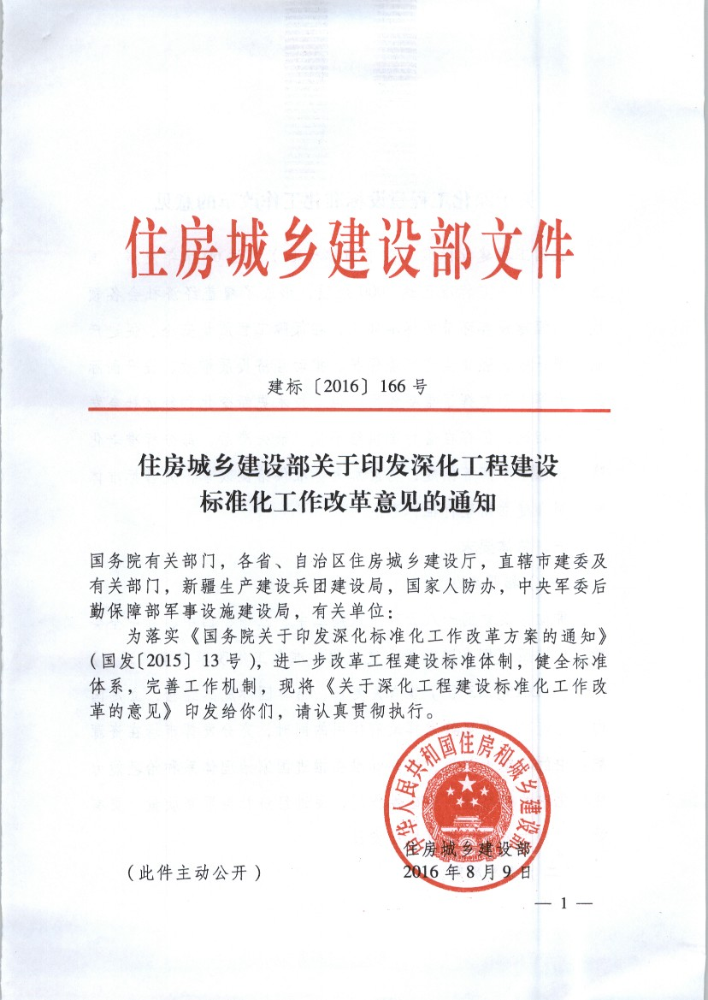 住房城乡建设部文件
建标〔2016〕166号
住房城乡建设部关于印发深化工程建设
标准化工作改革意见的通知
国务院有关部门，各省、自治区住房城乡建设厅，直辖市建委及
有关部门，新疆生产建设兵团建设局，国家人防办，中央军委后
勤保障部军事设施建设局，有关单位：
为落实《国务院关于印发深化标准化工作改革方案的通知》
(国发〔2015〕13号)，进一步改革工程建设标准体制，健全标准
体系，完善工作机制，现将《关于深化工程建设标准化工作改
革的意见》印发给你们，请认真贯彻执行。
中华人民共和国住房和城乡建设部
住房城乡建设部
(此件主动公开)
2016年8月9日
— 1 —